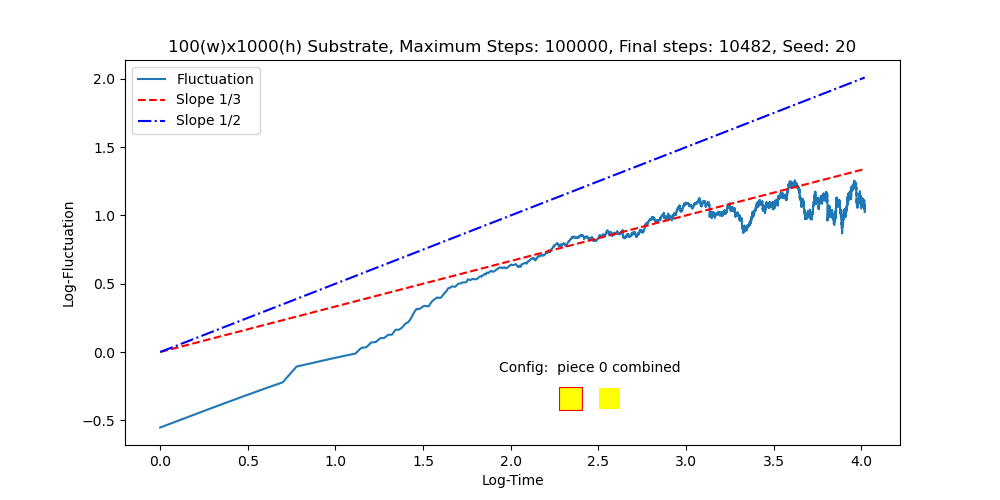 100(w)x1000(h) Substrate, Maximum Steps: 100000, Final steps: 10482, Seed: 20
Fluctuation
Slope 1/3
Slope 1/2
2.0
1.5
1.0
0.5
0.0
−0.5
Log-Fluctuation
Config:  piece 0 combined
0.0 0.5 1.0 1.5 2.0 2.5 3.0 3.5 4.0
Log-Time